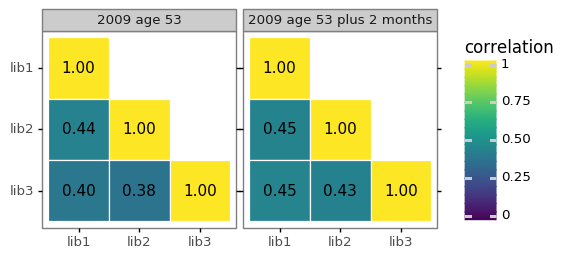 2009 age 53
2009 age 53 plus 2 months
correlation
lib1
1.00
1.00
1
0.75
lib2
0.44
1.00
0.45
1.00
0.50
0.25
lib3
0.40
0.38
1.00
0.45
0.43
1.00
0
lib1
lib2
lib3
lib1
lib2
lib3